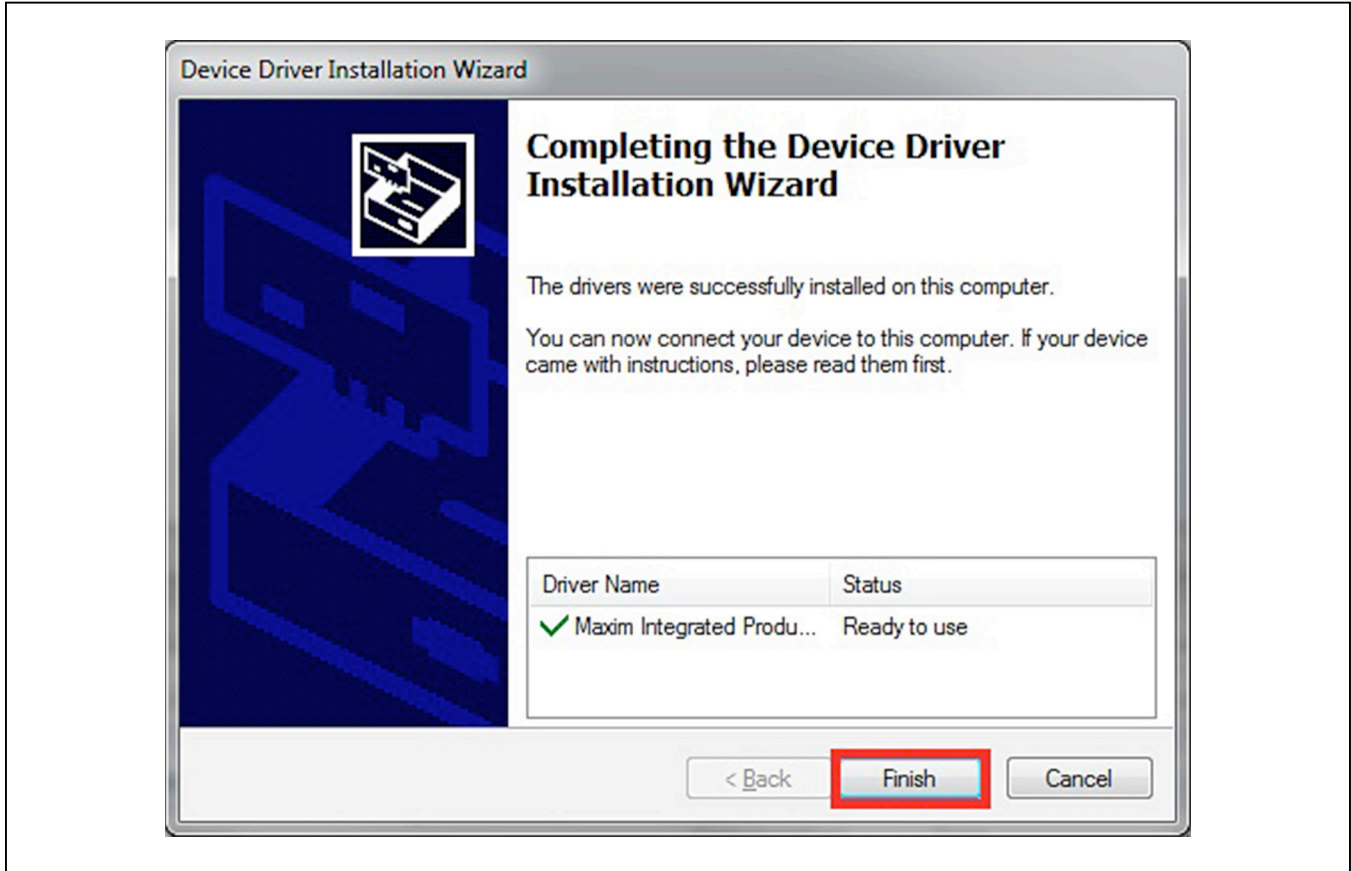 Device Driver Installation Wizard
Completing the Device Driver
Installation Wizard
The drivers were successfully installed on this computer.
You can now connect your device to this computer. If your device
came with instructions, please read them first.
Driver Name Status
Maxim Integrated Produ... Ready to use
< Back Finish Cancel